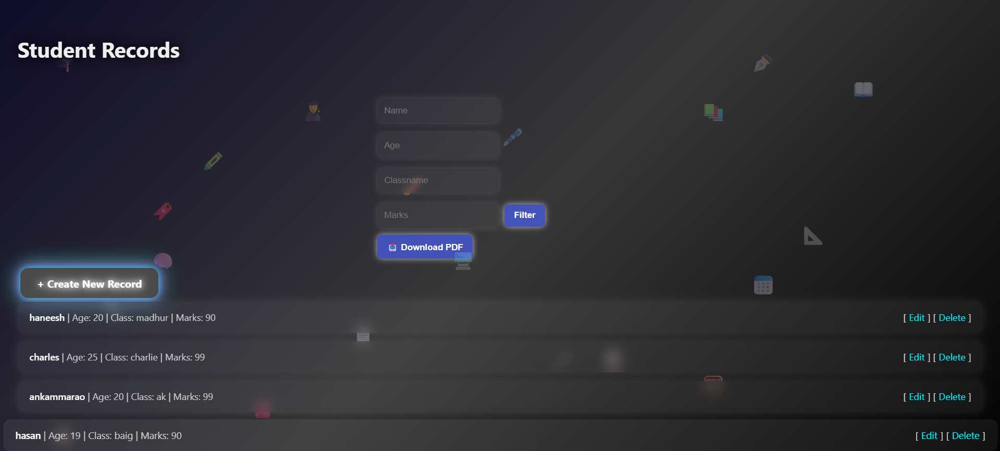 Student Records
Name
Age
Classname
Marks
Filter
Download PDF
+ Create New Record
haneesh | Age: 20 | Class: madhur | Marks: 90 [ Edit ] [ Delete ]
charles | Age: 25 | Class: charlie | Marks: 99 [ Edit ] [ Delete ]
ankammarao | Age: 20 | Class: ak | Marks: 99 [ Edit ] [ Delete ]
hasan | Age: 19 | Class: baig | Marks: 90 [ Edit ] [ Delete ]